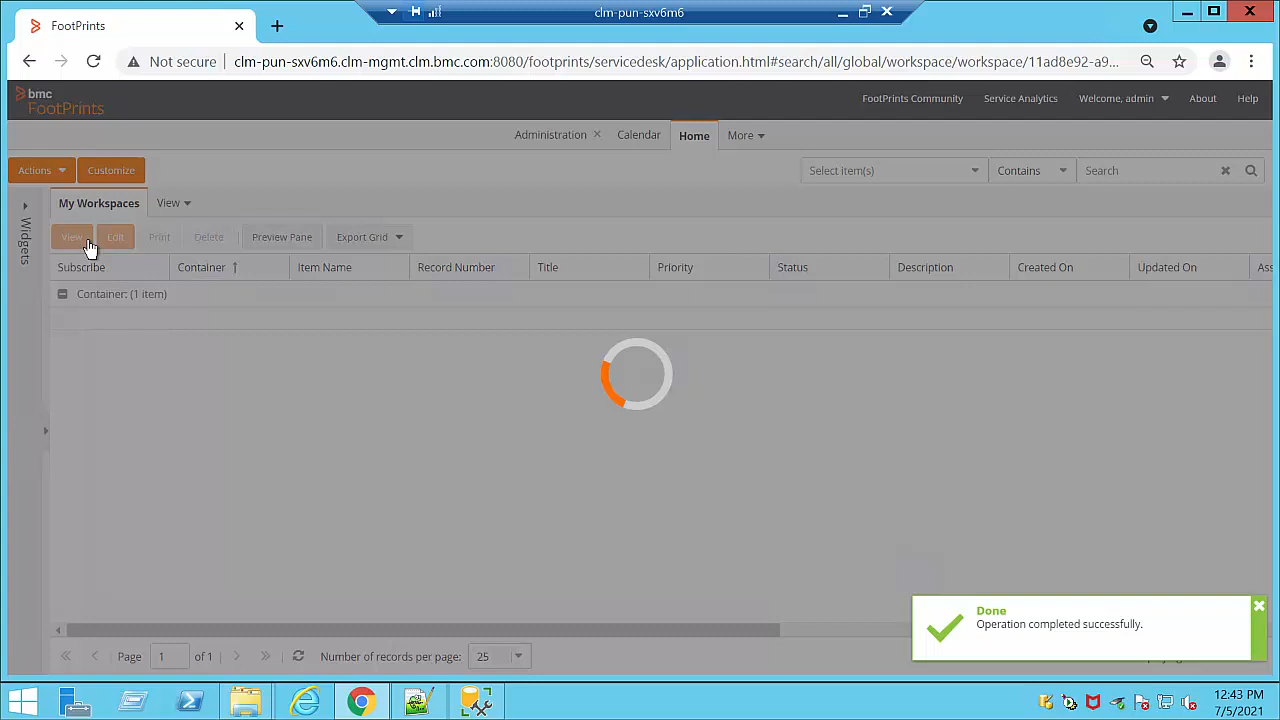 clm-pun-sxv6m6
FootPrints
Not secure clm-pun-sxv6m6.clm-mgmt.clm.bmc.com:8080/footprints/servicedesk/application.html#search/all/global/workspace/workspace/11ad8e92-a9...
bmc
FootPrints
FootPrints Community Service Analytics Welcome, admin About Help
Administration Calendar Home More
Actions Customize Select item(s) Contains Search
My Workspaces View
Widgets
View Edit Print Delete Preview Pane Export Grid
Subscribe Container Item Name Record Number Title Priority Status Description Created On Updated On Ass
Container: (1 item)
Done
Operation completed successfully.
Page 1 of 1 Number of records per page: 25
12:43 PM
7/5/2021